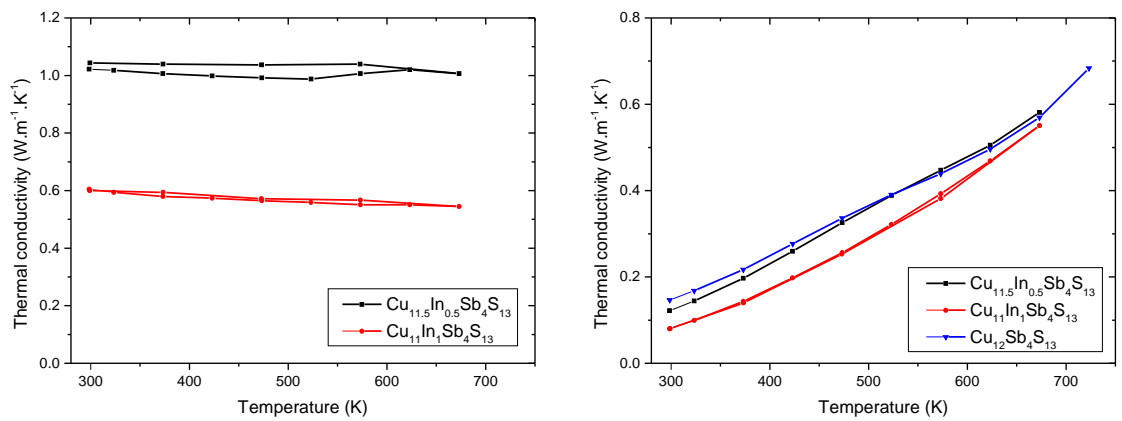 Thermal conductivity (W.m⁻¹.K⁻¹)
1.2
1.0
0.8
0.6
0.4
0.2
0.0
Cu₁₁.₅In₀.₅Sb₄S₁₃
Cu₁₁In₁Sb₄S₁₃
300 400 500 600 700
Temperature (K)
Thermal conductivity (W.m⁻¹.K⁻¹)
0.8
0.6
0.4
0.2
0.0
Cu₁₁.₅In₀.₅Sb₄S₁₃
Cu₁₁In₁Sb₄S₁₃
Cu₁₂Sb₄S₁₃
300 400 500 600 700
Temperature (K)